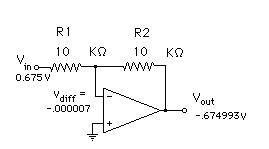 R1 R2
10 KΩ 10 KΩ
Vin
0.675V
Vdiff =
-.000007
-
+
Vout
-.674993V